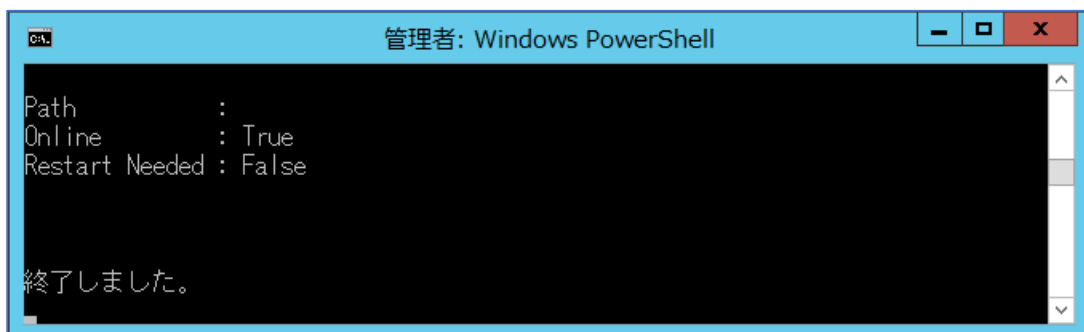 管理者: Windows PowerShell
Path           :
Online         : True
Restart Needed : False
終了しました。